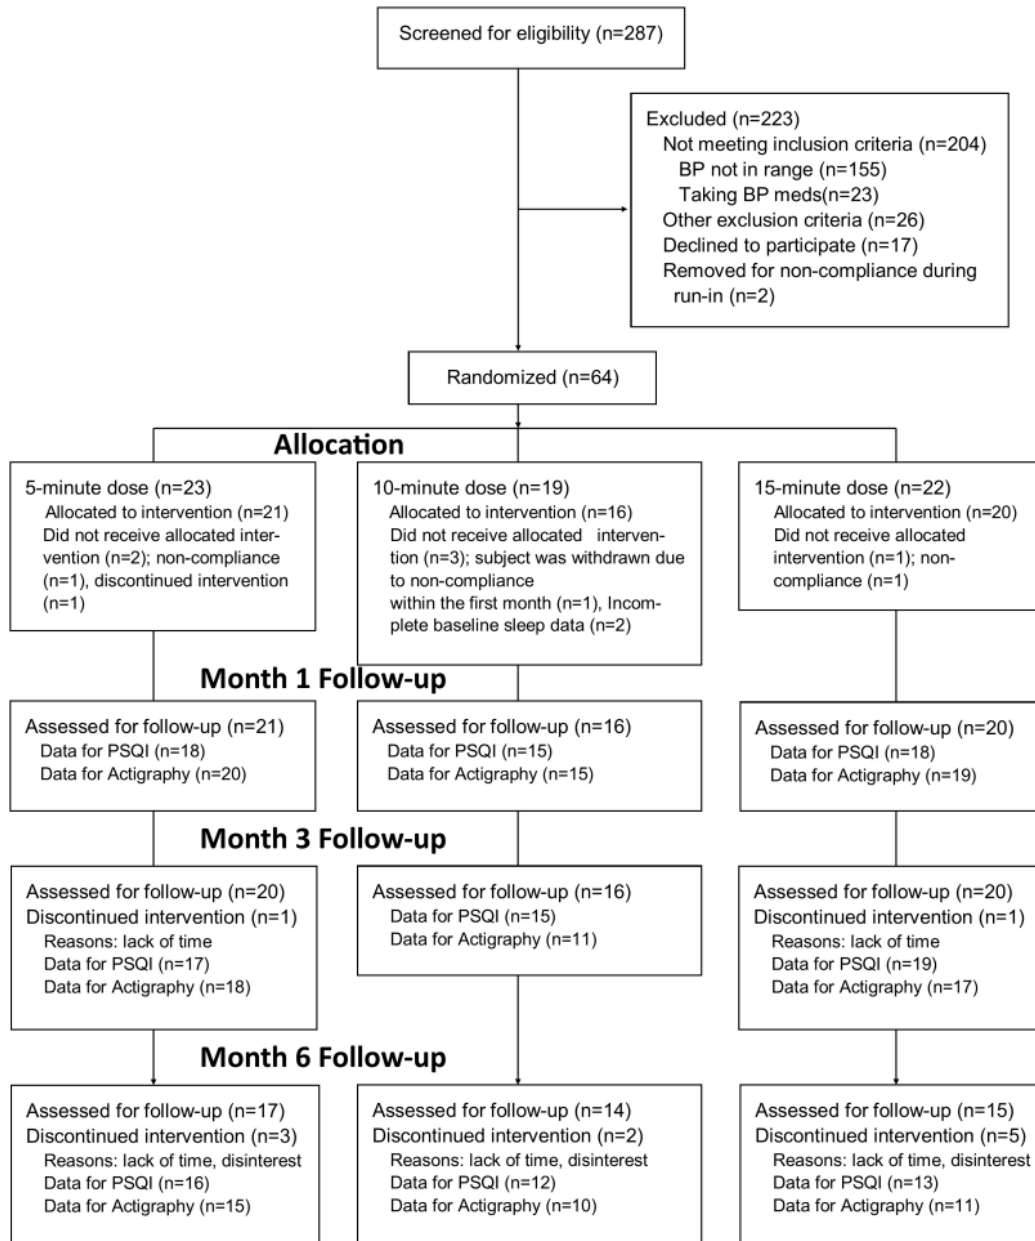 Screened for eligibility (n=287)
Excluded (n=223)
Not meeting inclusion criteria (n=204)
BP not in range (n=155)
Taking BP meds(n=23)
Other exclusion criteria (n=26)
Declined to participate (n=17)
Removed for non-compliance during
run-in (n=2)
Randomized (n=64)
Allocation
5-minute dose (n=23)
Allocated to intervention (n=21)
Did not receive allocated inter-
vention (n=2); non-compliance
(n=1), discontinued intervention
(n=1)
10-minute dose (n=19)
Allocated to intervention (n=16)
Did not receive allocated interven-
tion (n=3); subject was withdrawn due
to non-compliance
within the first month (n=1), Incom-
plete baseline sleep data (n=2)
15-minute dose (n=22)
Allocated to intervention (n=20)
Did not receive allocated
intervention (n=1); non-
compliance (n=1)
Month 1 Follow-up
Assessed for follow-up (n=21)
Data for PSQI (n=18)
Data for Actigraphy (n=20)
Assessed for follow-up (n=16)
Data for PSQI (n=15)
Data for Actigraphy (n=15)
Assessed for follow-up (n=20)
Data for PSQI (n=18)
Data for Actigraphy (n=19)
Month 3 Follow-up
Assessed for follow-up (n=20)
Discontinued intervention (n=1)
Reasons: lack of time
Data for PSQI (n=17)
Data for Actigraphy (n=18)
Assessed for follow-up (n=16)
Data for PSQI (n=15)
Data for Actigraphy (n=11)
Assessed for follow-up (n=20)
Discontinued intervention (n=1)
Reasons: lack of time
Data for PSQI (n=19)
Data for Actigraphy (n=17)
Month 6 Follow-up
Assessed for follow-up (n=17)
Discontinued intervention (n=3)
Reasons: lack of time, disinterest
Data for PSQI (n=16)
Data for Actigraphy (n=15)
Assessed for follow-up (n=14)
Discontinued intervention (n=2)
Reasons: lack of time, disinterest
Data for PSQI (n=12)
Data for Actigraphy (n=10)
Assessed for follow-up (n=15)
Discontinued intervention (n=5)
Reasons: lack of time, disinterest
Data for PSQI (n=13)
Data for Actigraphy (n=11)